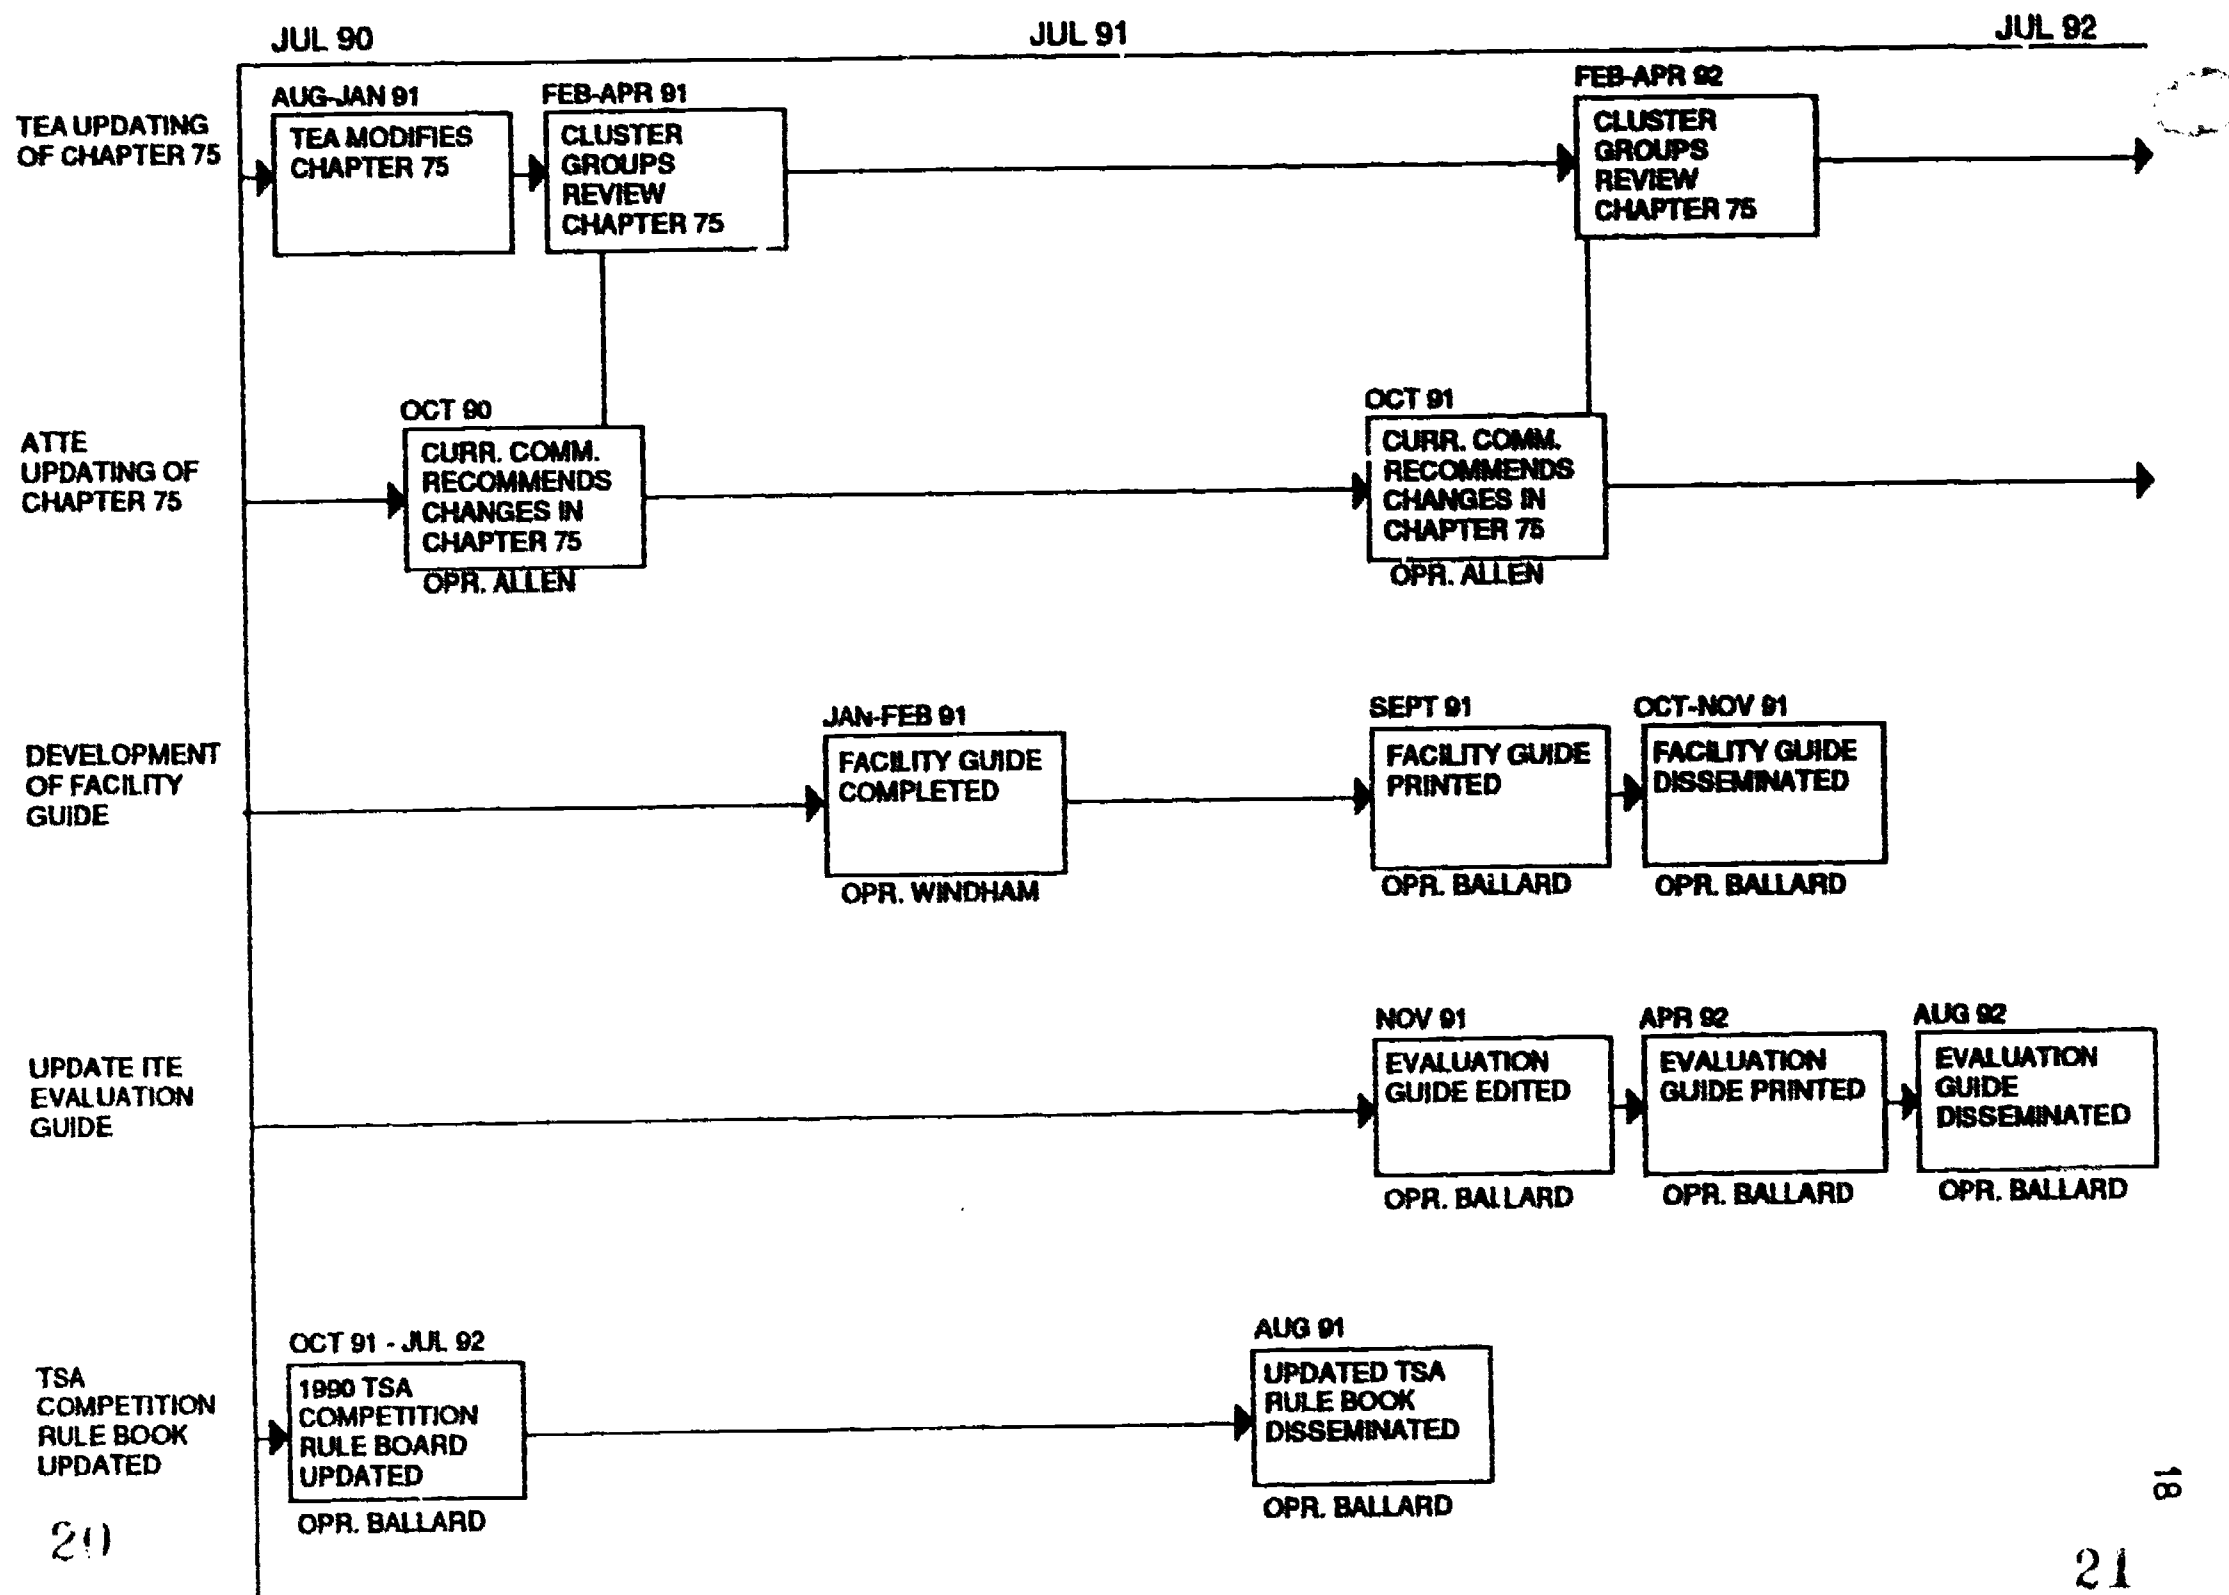 JUL 90
JUL 91
JUL 92
TEA UPDATING
OF CHAPTER 75
AUG-JAN 91
TEA MODIFIES
CHAPTER 75
FEB-APR 91
CLUSTER
GROUPS
REVIEW
CHAPTER 75
FEB-APR 92
CLUSTER
GROUPS
REVIEW
CHAPTER 75
ATTE
UPDATING OF
CHAPTER 75
OCT 90
CURR. COMM.
RECOMMENDS
CHANGES IN
CHAPTER 75
OPR. ALLEN
OCT 91
CURR. COMM.
RECOMMENDS
CHANGES IN
CHAPTER 75
OPR. ALLEN
DEVELOPMENT
OF FACILITY
GUIDE
JAN-FEB 91
FACILITY GUIDE
COMPLETED
OPR. WINDHAM
SEPT 91
FACILITY GUIDE
PRINTED
OPR. BALLARD
OCT-NOV 91
FACILITY GUIDE
DISSEMINATED
OPR. BALLARD
UPDATE ITE
EVALUATION
GUIDE
NOV 91
EVALUATION
GUIDE EDITED
OPR. BALLARD
APR 92
EVALUATION
GUIDE PRINTED
OPR. BALLARD
AUG 92
EVALUATION
GUIDE
DISSEMINATED
OPR. BALLARD
TSA
COMPETITION
RULE BOOK
UPDATED
OCT 91 - JUL 92
1990 TSA
COMPETITION
RULE BOARD
UPDATED
OPR. BALLARD
AUG 91
UPDATED TSA
RULE BOOK
DISSEMINATED
OPR. BALLARD
18
20
21